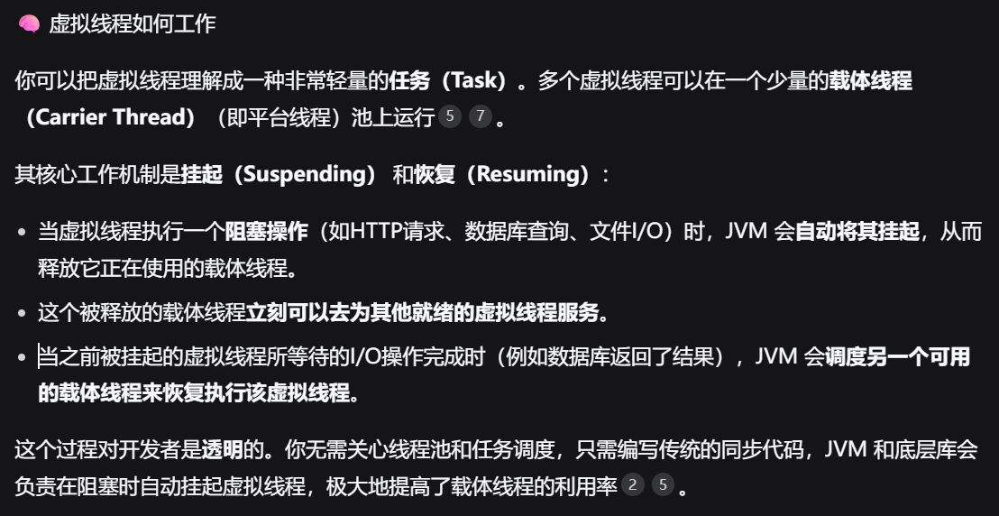 🧠 虚拟线程如何工作
你可以把虚拟线程理解成一种非常轻量的任务（Task）。多个虚拟线程可以在一个少量的载体线程
（Carrier Thread）（即平台线程）池上运行 5 7 。
其核心工作机制是挂起（Suspending） 和恢复（Resuming）：
• 当虚拟线程执行一个阻塞操作（如HTTP请求、数据库查询、文件I/O）时，JVM 会自动将其挂起，从而
释放它正在使用的载体线程。
• 这个被释放的载体线程立刻可以去为其他就绪的虚拟线程服务。
• 当之前被挂起的虚拟线程所等待的I/O操作完成时（例如数据库返回了结果），JVM 会调度另一个可用
的载体线程来恢复执行该虚拟线程。
这个过程对开发者是透明的。你无需关心线程池和任务调度，只需编写传统的同步代码，JVM 和底层库会
负责在阻塞时自动挂起虚拟线程，极大地提高了载体线程的利用率 2 5 。